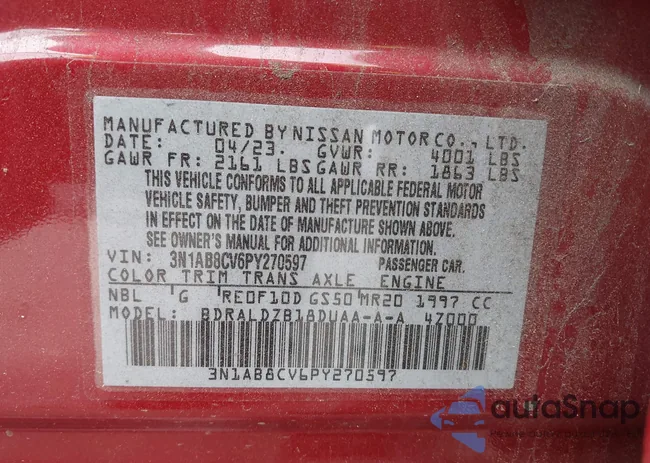 MANUFACTURED BY NISSAN MOTOR CO., LTD.
DATE: 04/23. GVWR: 4001 LBS
GAWR FR: 2161 LBS GAWR RR: 1863 LBS
THIS VEHICLE CONFORMS TO ALL APPLICABLE FEDERAL MOTOR
VEHICLE SAFETY, BUMPER AND THEFT PREVENTION STANDARDS
IN EFFECT ON THE DATE OF MANUFACTURE SHOWN ABOVE.
SEE OWNER'S MANUAL FOR ADDITIONAL INFORMATION.
VIN: 3N1AB8CV6PY270597 PASSENGER CAR.
COLOR TRIM TRANS AXLE ENGINE
NBL G RE0F10D GS50 MR20 1997 CC
MODEL: BDRALDZB18DUAA-A-A 47000
3N1AB8CV6PY270597
autoSnap